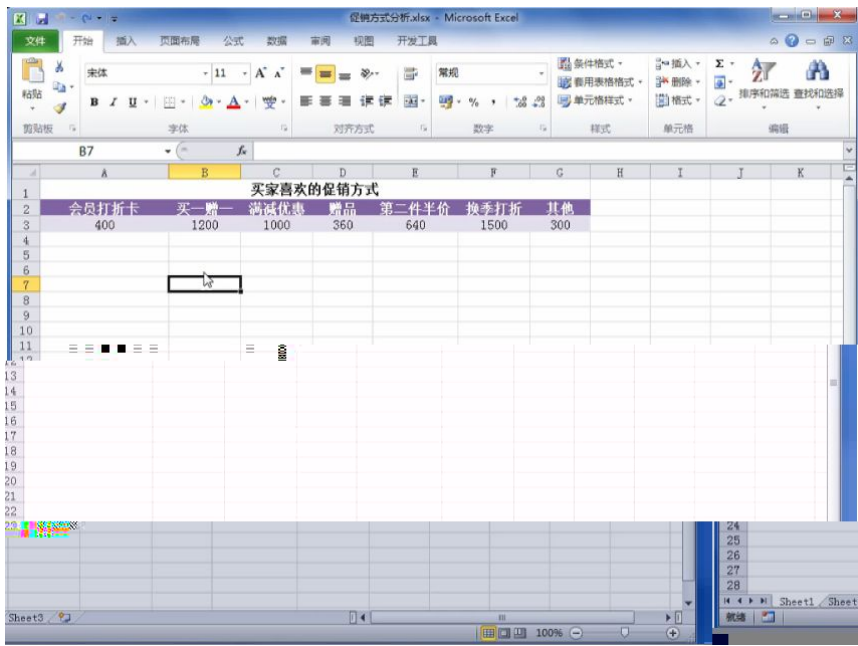 促销方式分析.xlsx - Microsoft Excel
文件 开始 插入 页面布局 公式 数据 审阅 视图 开发工具
粘贴 宋体 11 A A 常规 条件格式 插入 Σ
B I U A 变 % , 套用表格格式 删除 排序和筛选 查找和选择
单元格样式 格式
剪贴板 字体 对齐方式 数字 样式 单元格 编辑
B7 fx
A B C D E F G H I J K
1 买家喜欢的促销方式
2 会员打折卡 买一赠一 满减优惠 赠品 第二件半价 换季打折 其他
3 400 1200 1000 360 640 1500 300
4
5
6
7
8
9
10
11
12
13
14
15
16
17
18
19
20
21
22
23 24
25
26
27
28
Sheet1 Sheet
Sheet3 就绪
100%